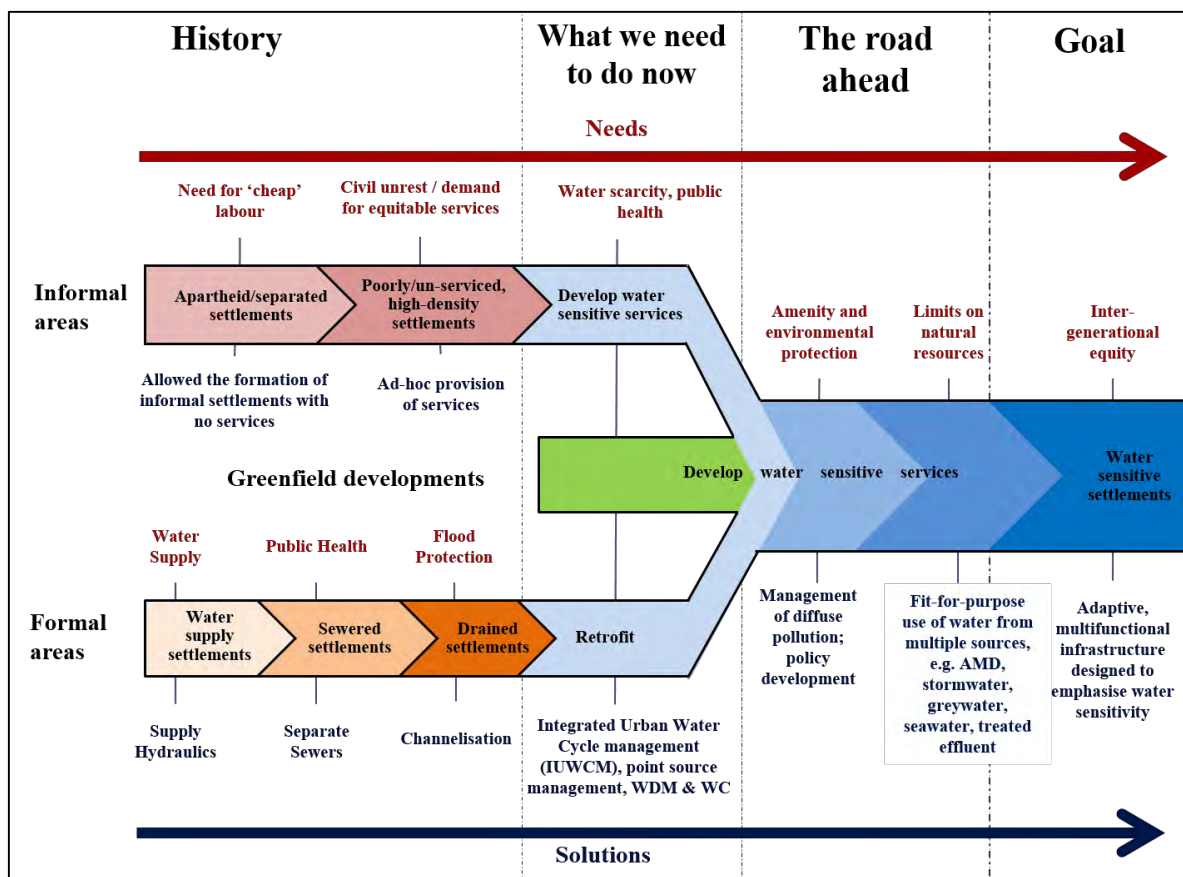 History
What we need
to do now
The road
ahead
Goal
Needs
Need for ‘cheap’
labour
Civil unrest / demand
for equitable services
Water scarcity, public
health
Informal
areas
Apartheid/separated
settlements
Poorly/un-serviced,
high-density
settlements
Develop water
sensitive services
Amenity and
environmental
protection
Limits on
natural
resources
Inter-
generational
equity
Allowed the formation of
informal settlements with
no services
Ad-hoc provision
of services
Greenfield developments
Develop water sensitive services
Water
sensitive
settlements
Water
Supply
Public Health
Flood
Protection
Formal
areas
Water
supply
settlements
Sewered
settlements
Drained
settlements
Retrofit
Management
of diffuse
pollution;
policy
development
Fit-for-purpose
use of water from
multiple sources,
e.g. AMD,
stormwater,
greywater,
seawater, treated
effluent
Adaptive,
multifunctional
infrastructure
designed to
emphasise water
sensitivity
Supply
Hydraulics
Separate
Sewers
Channelisation
Integrated Urban Water
Cycle management
(IUWCM), point source
management, WDM & WC
Solutions